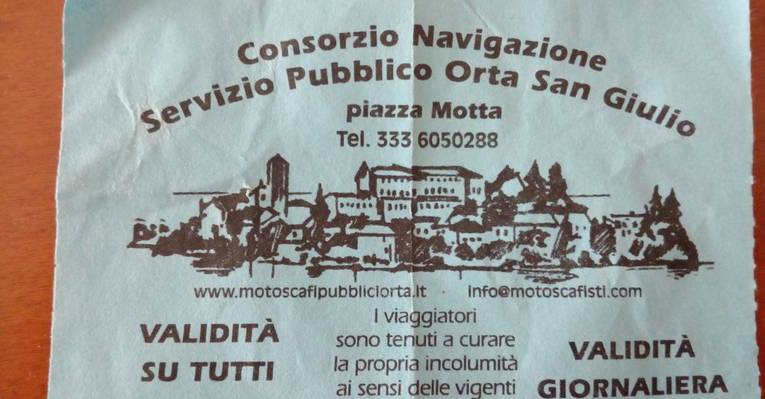 Consorzio Navigazione
Servizio Pubblico Orta San Giulio
piazza Motta
Tel. 333 6050288
www.motoscafipubbliciorta.it · info@motoscafisti.com
VALIDITÀ
SU TUTTI
I viaggiatori
sono tenuti a curare
la propria incolumità
ai sensi delle vigenti
VALIDITÀ
GIORNALIERA